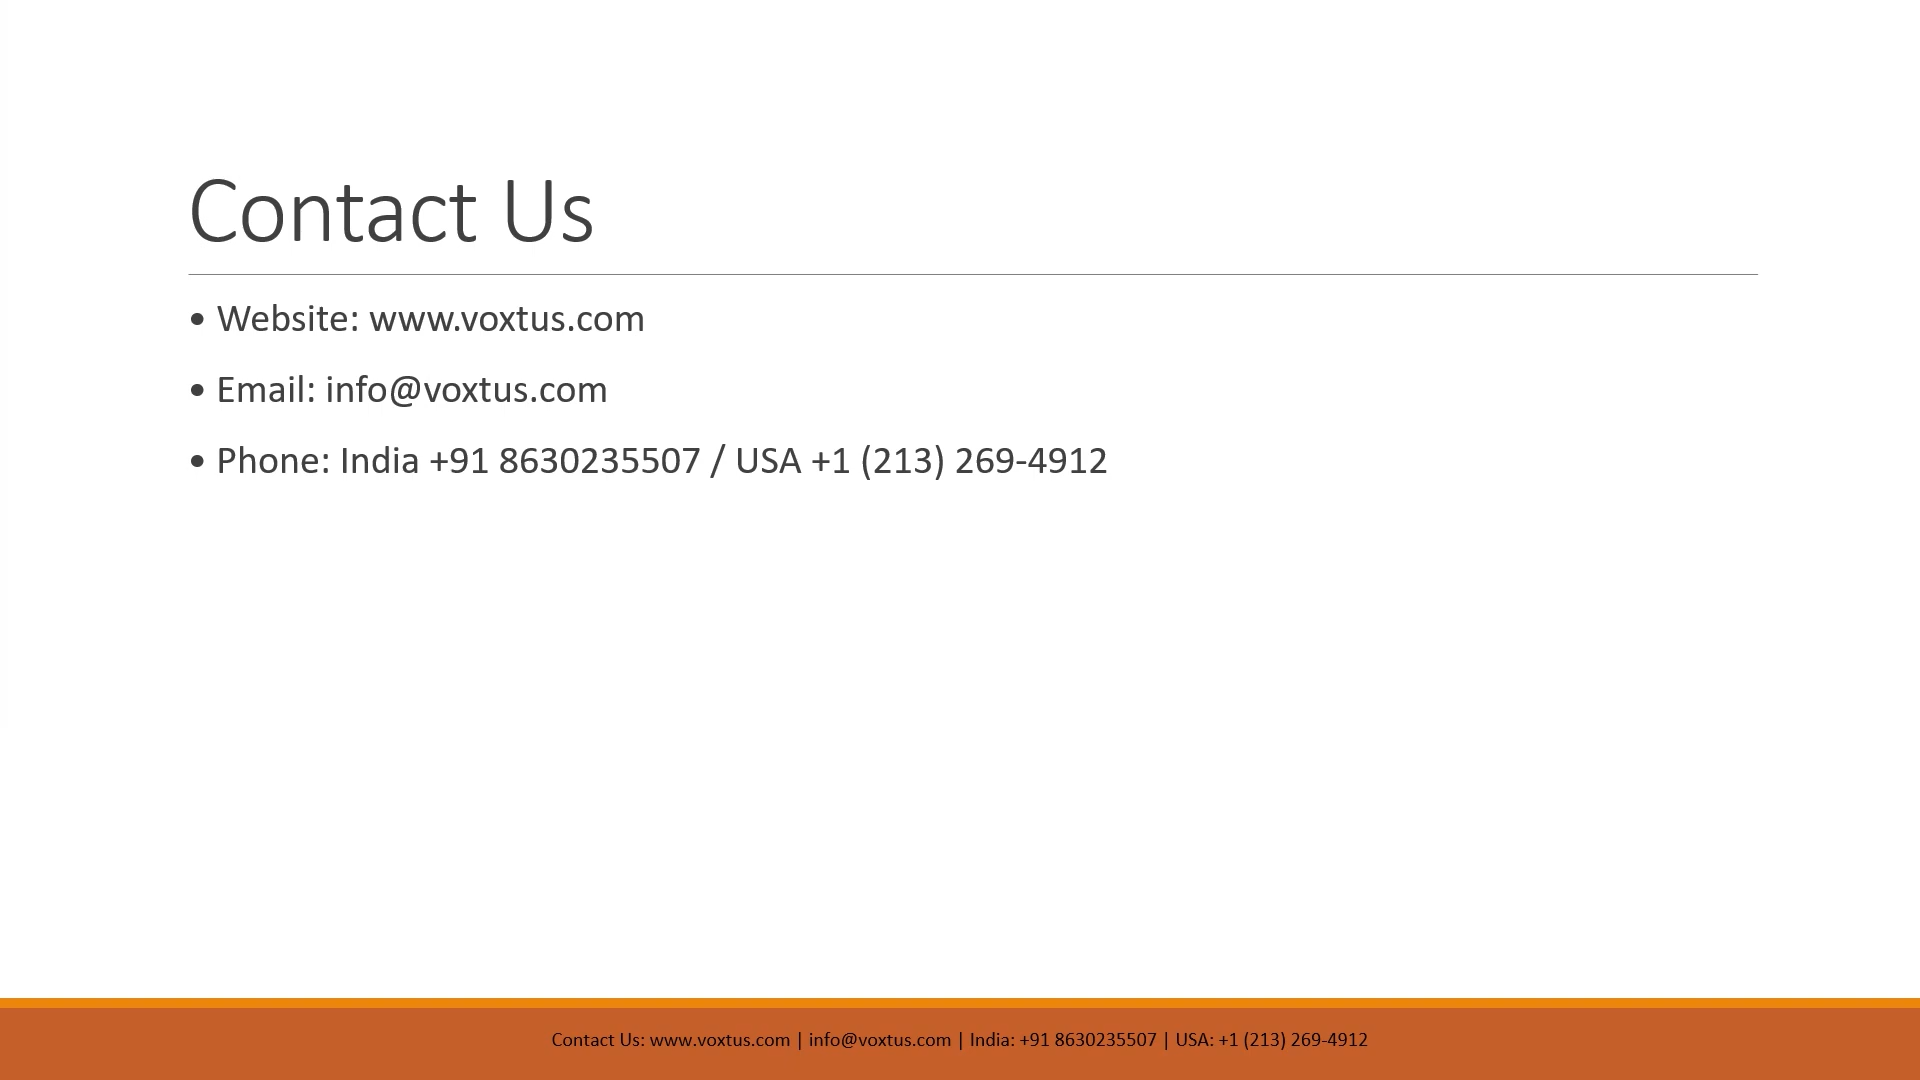 Contact Us
• Website: www.voxtus.com
• Email: info@voxtus.com
• Phone: India +91 8630235507 / USA +1 (213) 269-4912
Contact Us: www.voxtus.com | info@voxtus.com | India: +91 8630235507 | USA: +1 (213) 269-4912